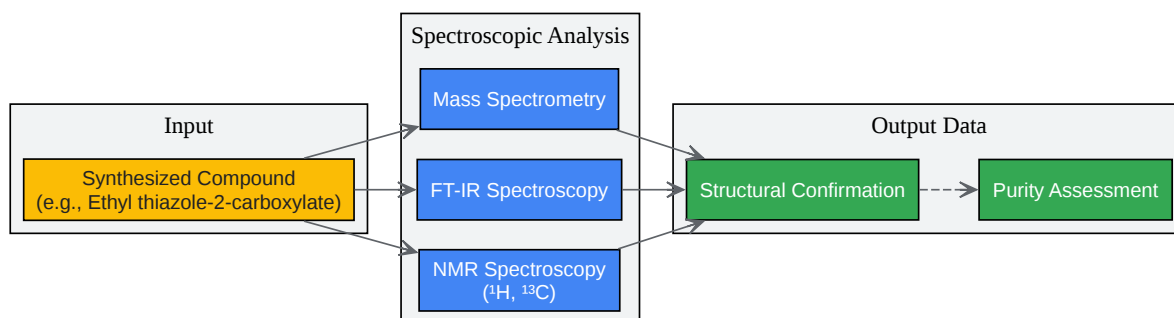 Input
Synthesized Compound
(e.g., Ethyl thiazole-2-carboxylate)
Spectroscopic Analysis
Mass Spectrometry
FT-IR Spectroscopy
NMR Spectroscopy
(¹H, ¹³C)
Output Data
Structural Confirmation
Purity Assessment